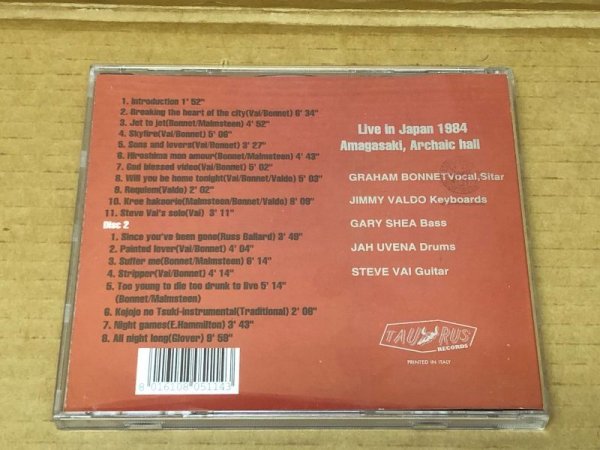 1. Introduction 1' 52"
2. Breaking the heart of the city(Vai/Bonnet) 6' 34"
3. Jet to jet(Bonnet/Malmsteen) 4' 52"
4. Skyfire(Vai/Bonnet) 5' 06"
5. Sons and lovers(Vai/Bonnet) 3' 27"
6. Hiroshima mon amour(Bonnet/Malmsteen) 4' 43"
7. God blessed video(Vai/Bonnet) 5' 02"
8. Will you be home tonight(Vai/Bonnet/Valdo) 5' 03"
9. Requiem(Valdo) 2' 02"
10. Kree nakoorie(Malmsteen/Bonnet/Valdo) 9' 09"
11. Steve Vai's solo(Vai) 3' 11"
Disc 2
1. Since you've been gone(Russ Ballard) 3' 49"
2. Painted lover(Vai/Bonnet) 4' 04"
3. Suffer me(Bonnet/Malmsteen) 6' 14"
4. Stripper(Vai/Bonnet) 4' 14"
5. Too young to die too drunk to live 5' 14"
(Bonnet/Malmsteen)
6. Kojojo no Tsuki-instrumental(Traditional) 2' 06"
7. Night games(E.Hammilton) 3' 43"
8. All night long(Glover) 9' 58"
8 016108 051143
Live in Japan 1984
Amagasaki, Archaic hall
GRAHAM BONNETVocal,Sitar
JIMMY VALDO Keyboards
GARY SHEA Bass
JAH UVENA Drums
STEVE VAI Guitar
TAURUS
RECORDS
PRINTED IN ITALY